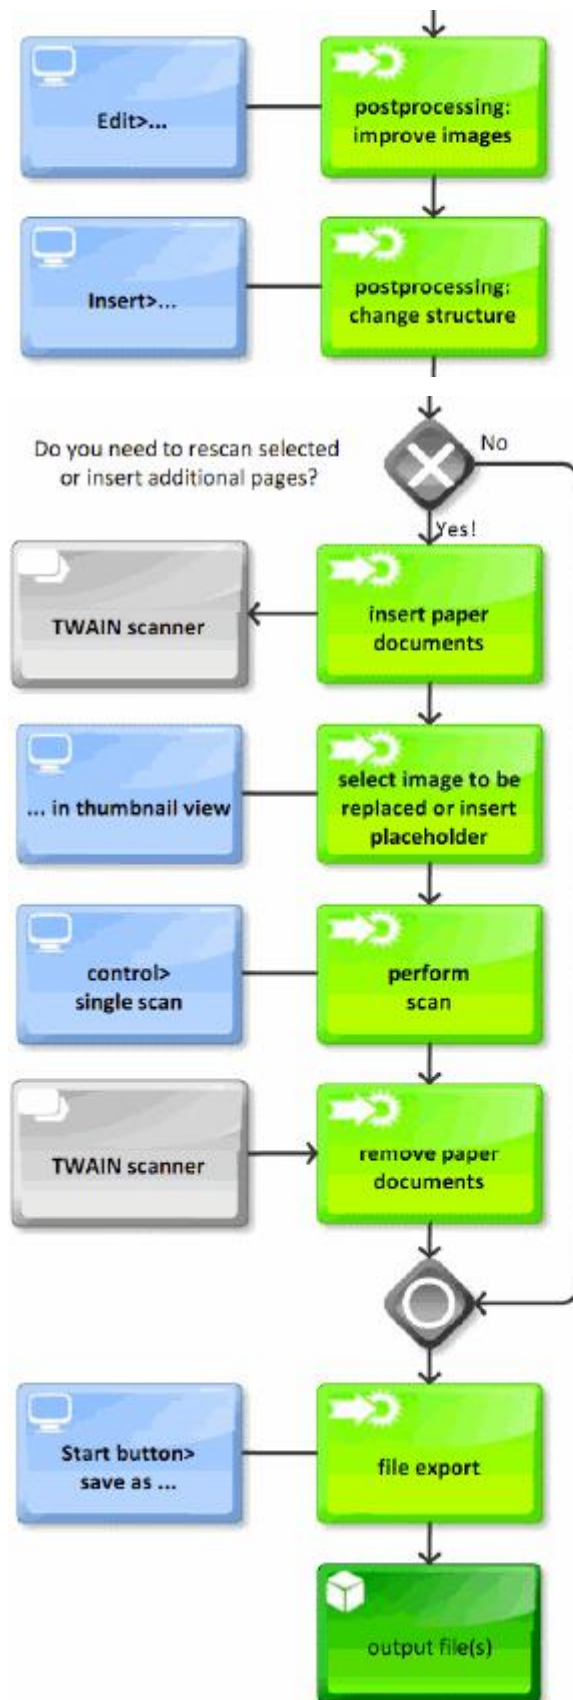 Edit>...
postprocessing:
improve images
Insert>...
postprocessing:
change structure
Do you need to rescan selected
or insert additional pages?
No
Yes!
TWAIN scanner
insert paper
documents
... in thumbnail view
select image to be
replaced or insert
placeholder
control>
single scan
perform
scan
TWAIN scanner
remove paper
documents
Start button>
save as ...
file export
output file(s)